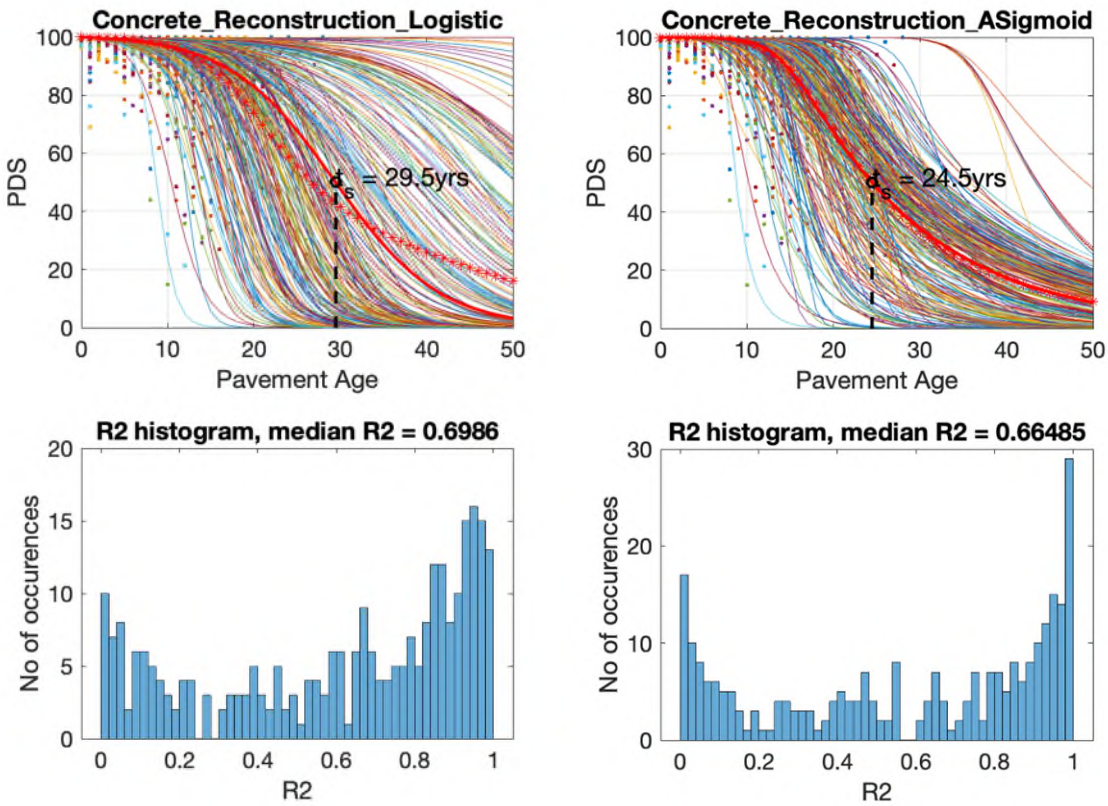 Concrete_Reconstruction_Logistic
100
80
60
40
20
0
PDS
t_s = 29.5yrs
0 10 20 30 40 50
Pavement Age
Concrete_Reconstruction_ASigmoid
100
80
60
40
20
0
PDS
t_s = 24.5yrs
0 10 20 30 40 50
Pavement Age
R2 histogram, median R2 = 0.6986
20
15
10
5
0
No of occurences
0 0.2 0.4 0.6 0.8 1
R2
R2 histogram, median R2 = 0.66485
30
20
10
0
No of occurences
0 0.2 0.4 0.6 0.8 1
R2